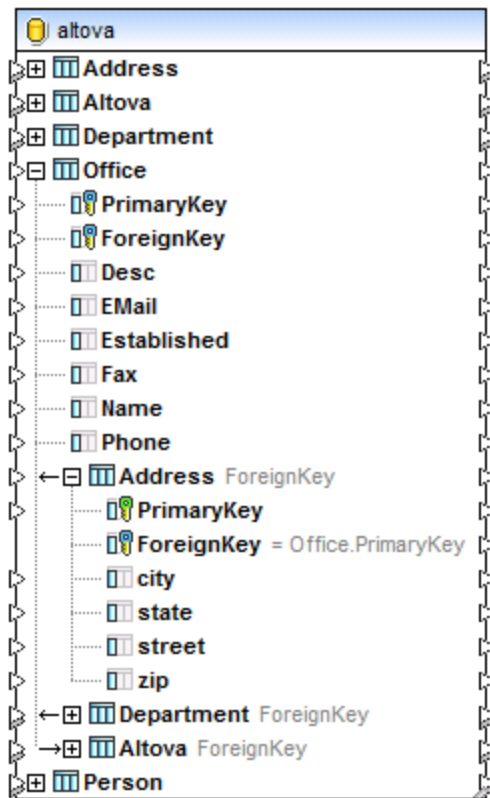 altova
Address
Altova
Department
Office
PrimaryKey
ForeignKey
Desc
EMail
Established
Fax
Name
Phone
Address ForeignKey
PrimaryKey
ForeignKey = Office.PrimaryKey
city
state
street
zip
Department ForeignKey
Altova ForeignKey
Person